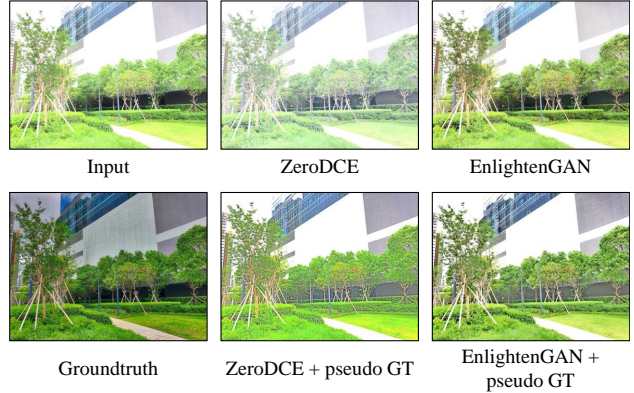 Input
ZeroDCE
EnlightenGAN
Groundtruth
ZeroDCE + pseudo GT
EnlightenGAN +
pseudo GT